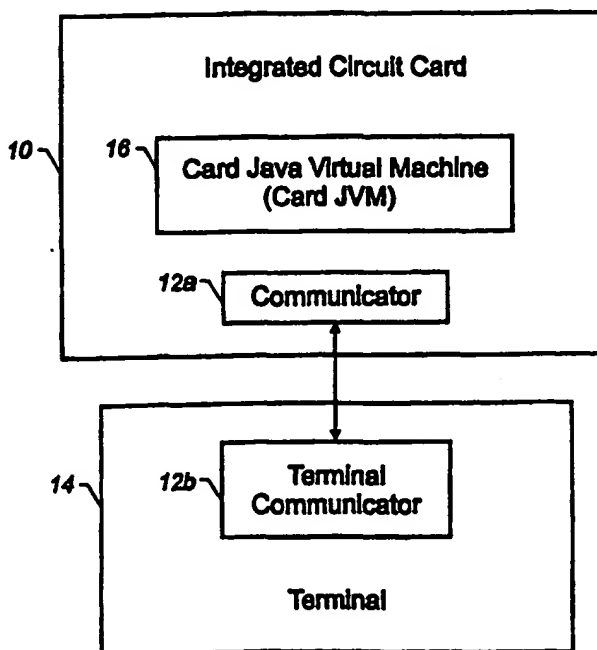 Integrated Circuit Card
10
16
Card Java Virtual Machine
(Card JVM)
12a
Communicator
14
12b
Terminal
Communicator
Terminal